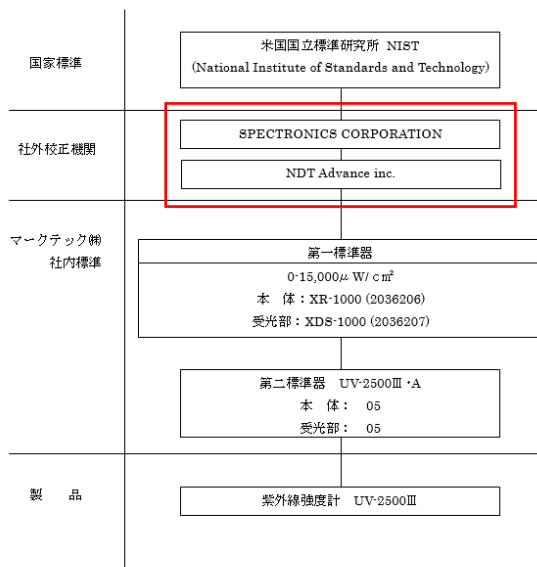 国家標準
米国国立標準研究所 NIST
(National Institute of Standards and Technology)
社外校正機関
SPECTRONICS CORPORATION
NDT Advance inc.
マークテック㈱
社内標準
第一標準器
0-15,000μW/c㎡
本 体：XR-1000 (2036206)
受光部：XDS-1000 (2036207)
第二標準器 UV-2500Ⅲ・A
本 体： 05
受光部： 05
製 品
紫外線強度計 UV-2500Ⅲ